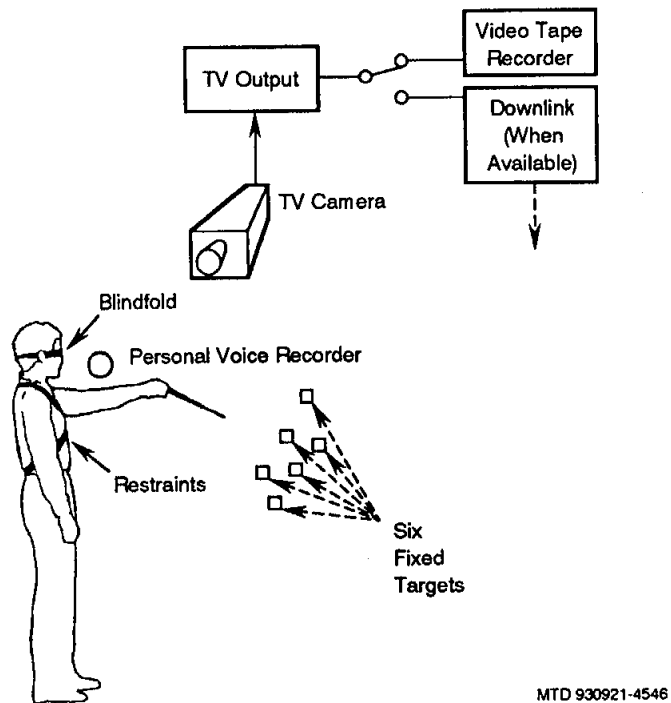 Video Tape
Recorder
TV Output
Downlink
(When
Available)
TV Camera
Blindfold
Personal Voice Recorder
Restraints
Six
Fixed
Targets
MTD 930921-4546